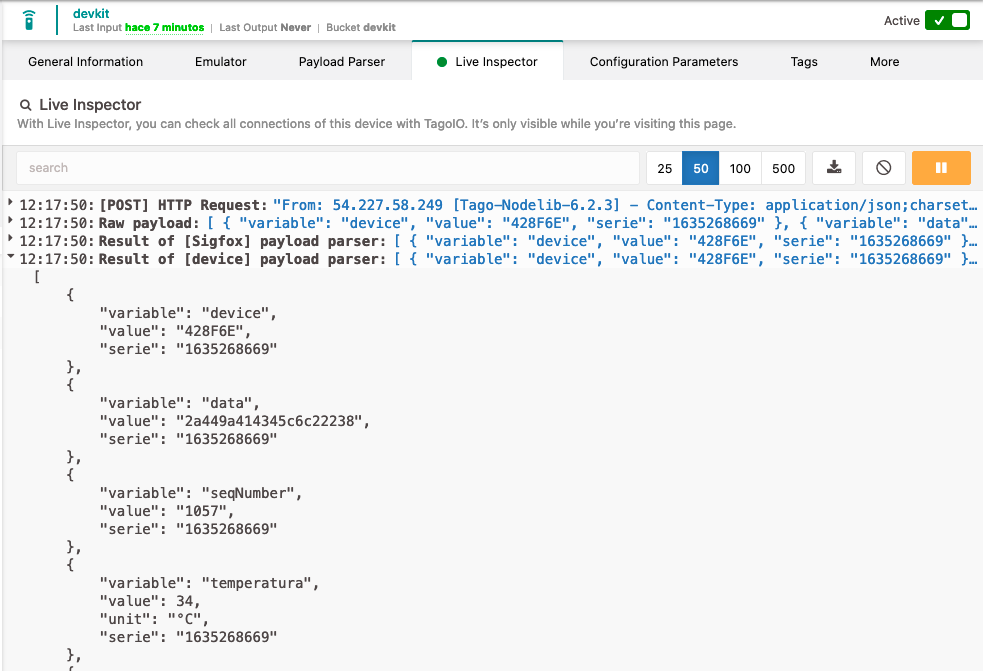 devkit
Last Input hace 7 minutos | Last Output Never | Bucket devkit
Active
General Information
Emulator
Payload Parser
Live Inspector
Configuration Parameters
Tags
More
Live Inspector
With Live Inspector, you can check all connections of this device with TagoIO. It's only visible while you're visiting this page.
search
25
50
100
500
12:17:50: [POST] HTTP Request: "From: 54.227.58.249 [Tago-Nodelib-6.2.3] - Content-Type: application/json;charset…
12:17:50: Raw payload: [ { "variable": "device", "value": "428F6E", "serie": "1635268669" }, { "variable": "data"…
12:17:50: Result of [Sigfox] payload parser: [ { "variable": "device", "value": "428F6E", "serie": "1635268669" }…
12:17:50: Result of [device] payload parser: [ { "variable": "device", "value": "428F6E", "serie": "1635268669" }…
[
{
"variable": "device",
"value": "428F6E",
"serie": "1635268669"
},
{
"variable": "data",
"value": "2a449a414345c6c22238",
"serie": "1635268669"
},
{
"variable": "seqNumber",
"value": "1057",
"serie": "1635268669"
},
{
"variable": "temperatura",
"value": 34,
"unit": "°C",
"serie": "1635268669"
},
{